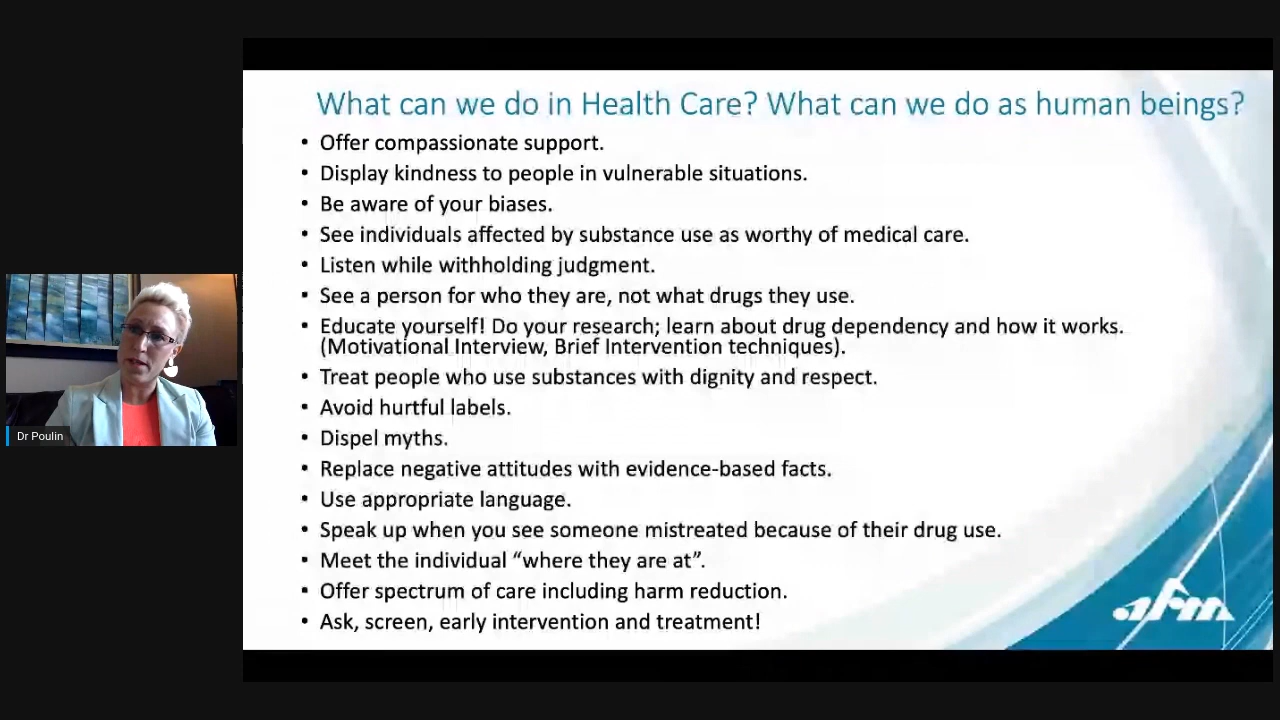 What can we do in Health Care? What can we do as human beings?
• Offer compassionate support.
• Display kindness to people in vulnerable situations.
• Be aware of your biases.
• See individuals affected by substance use as worthy of medical care.
• Listen while withholding judgment.
• See a person for who they are, not what drugs they use.
• Educate yourself! Do your research; learn about drug dependency and how it works.
(Motivational Interview, Brief Intervention techniques).
• Treat people who use substances with dignity and respect.
• Avoid hurtful labels.
• Dispel myths.
• Replace negative attitudes with evidence-based facts.
• Use appropriate language.
• Speak up when you see someone mistreated because of their drug use.
• Meet the individual “where they are at”.
• Offer spectrum of care including harm reduction.
• Ask, screen, early intervention and treatment!
Dr Poulin
afm